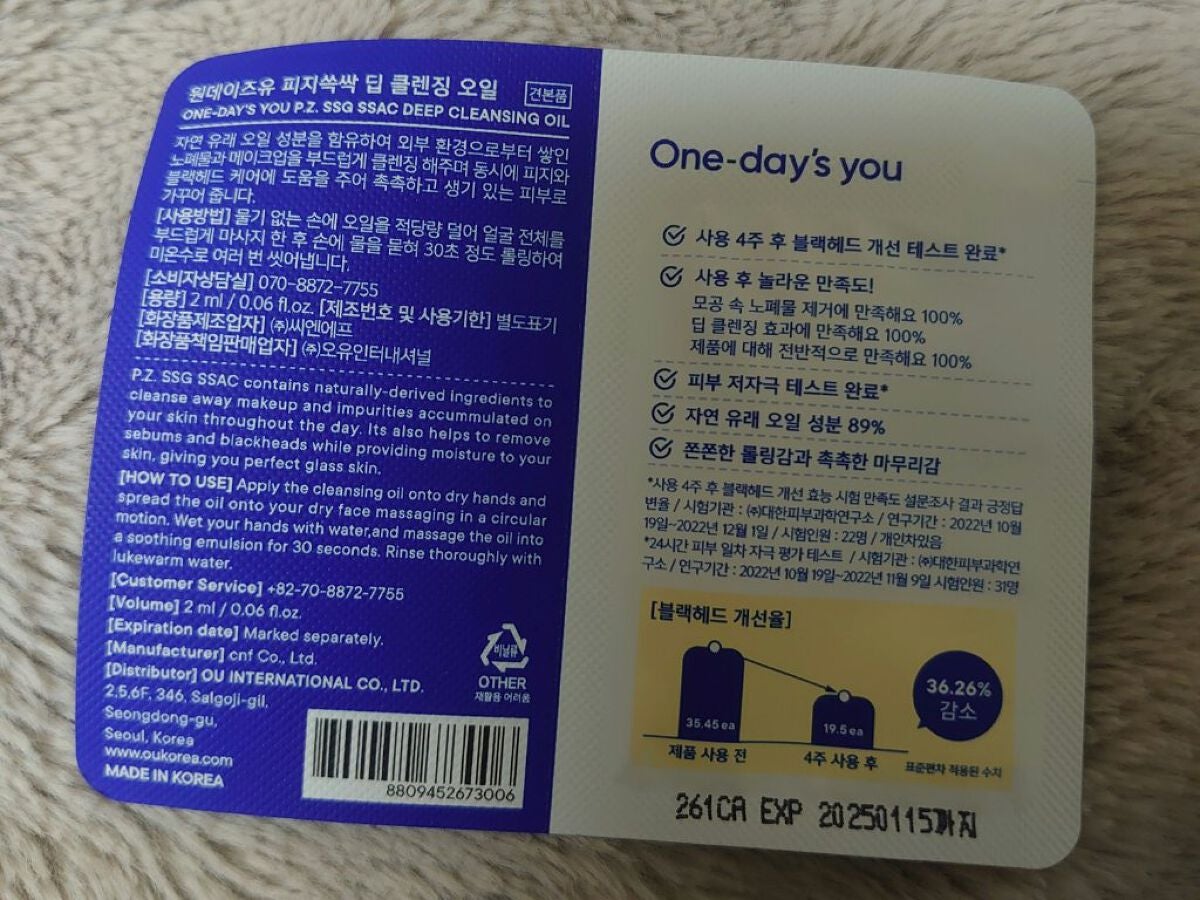 원데이즈유 피지쏙싹 딥 클렌징 오일 견본품
ONE-DAY'S YOU P.Z. SSG SSAC DEEP CLEANSING OIL
자연 유래 오일 성분을 함유하여 외부 환경으로부터 쌓인
노폐물과 메이크업을 부드럽게 클렌징 해주며 동시에 피지와
블랙헤드 케어에 도움을 주어 촉촉하고 생기 있는 피부로
가꾸어 줍니다.
[사용방법] 물기 없는 손에 오일을 적당량 덜어 얼굴 전체를
부드럽게 마사지 한 후 손에 물을 묻혀 30초 정도 롤링하여
미온수로 여러 번 씻어냅니다.
[소비자상담실] 070-8872-7755
[용량] 2 ml / 0.06 fl.oz. [제조번호 및 사용기한] 별도표기
[화장품제조업자] ㈜씨엔에프
[화장품책임판매업자] ㈜오유인터내셔널
P.Z. SSG SSAC contains naturally-derived ingredients to
cleanse away makeup and impurities accummulated on
your skin throughout the day. Its also helps to remove
sebums and blackheads while providing moisture to your
skin, giving you perfect glass skin.
[HOW TO USE] Apply the cleansing oil onto dry hands and
spread the oil onto your dry face massaging in a circular
motion. Wet your hands with water,and massage the oil into
a soothing emulsion for 30 seconds. Rinse thoroughly with
lukewarm water.
[Customer Service] +82-70-8872-7755
[Volume] 2 ml / 0.06 fl.oz.
[Expiration date] Marked separately.
[Manufacturer] cnf Co., Ltd.
[Distributor] OU INTERNATIONAL CO., LTD.
2,5,6F, 346, Salgoji-gil,
Seongdong-gu,
Seoul, Korea
www.oukorea.com
MADE IN KOREA
비닐류
OTHER
재활용 어려움
8809452673006
One-day's you
사용 4주 후 블랙헤드 개선 테스트 완료*
사용 후 놀라운 만족도!
모공 속 노폐물 제거에 만족해요 100%
딥 클렌징 효과에 만족해요 100%
제품에 대해 전반적으로 만족해요 100%
피부 저자극 테스트 완료*
자연 유래 오일 성분 89%
쫀쫀한 롤링감과 촉촉한 마무리감
*사용 4주 후 블랙헤드 개선 효능 시험 만족도 설문조사 결과 긍정답
변율 / 시험기관 : ㈜대한피부과학연구소 / 연구기간 : 2022년 10월
19일~2022년 12월 1일 / 시험인원 : 22명 / 개인차있음
*24시간 피부 일차 자극 평가 테스트 / 시험기관 : ㈜대한피부과학연
구소 / 연구기간 : 2022년 10월 19일~2022년 11월 9일 시험인원 : 31명
[블랙헤드 개선율]
35.45 ea
19.5 ea
36.26%
감소
제품 사용 전
4주 사용 후
표준편차 적용된 수치
261CA EXP 20250115까지